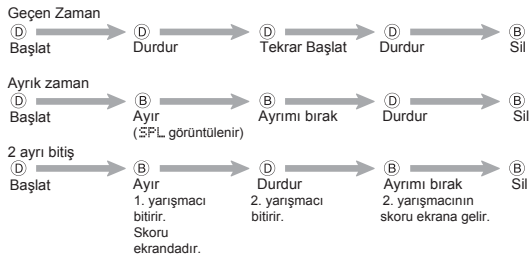 Geçen Zaman
D D D D B
Başlat Durdur Tekrar Başlat Durdur Sil
Ayrık zaman
D B B D B
Başlat Ayır Ayrımı bırak Durdur Sil
(SPL görüntülenir)
2 ayrı bitiş
D B D B B
Başlat Ayır Durdur Ayrımı bırak Sil
1. yarışmacı 2. yarışmacı 2. yarışmacının
bitirir. bitirir. skoru ekrana gelir.
Skoru
ekrandadır.